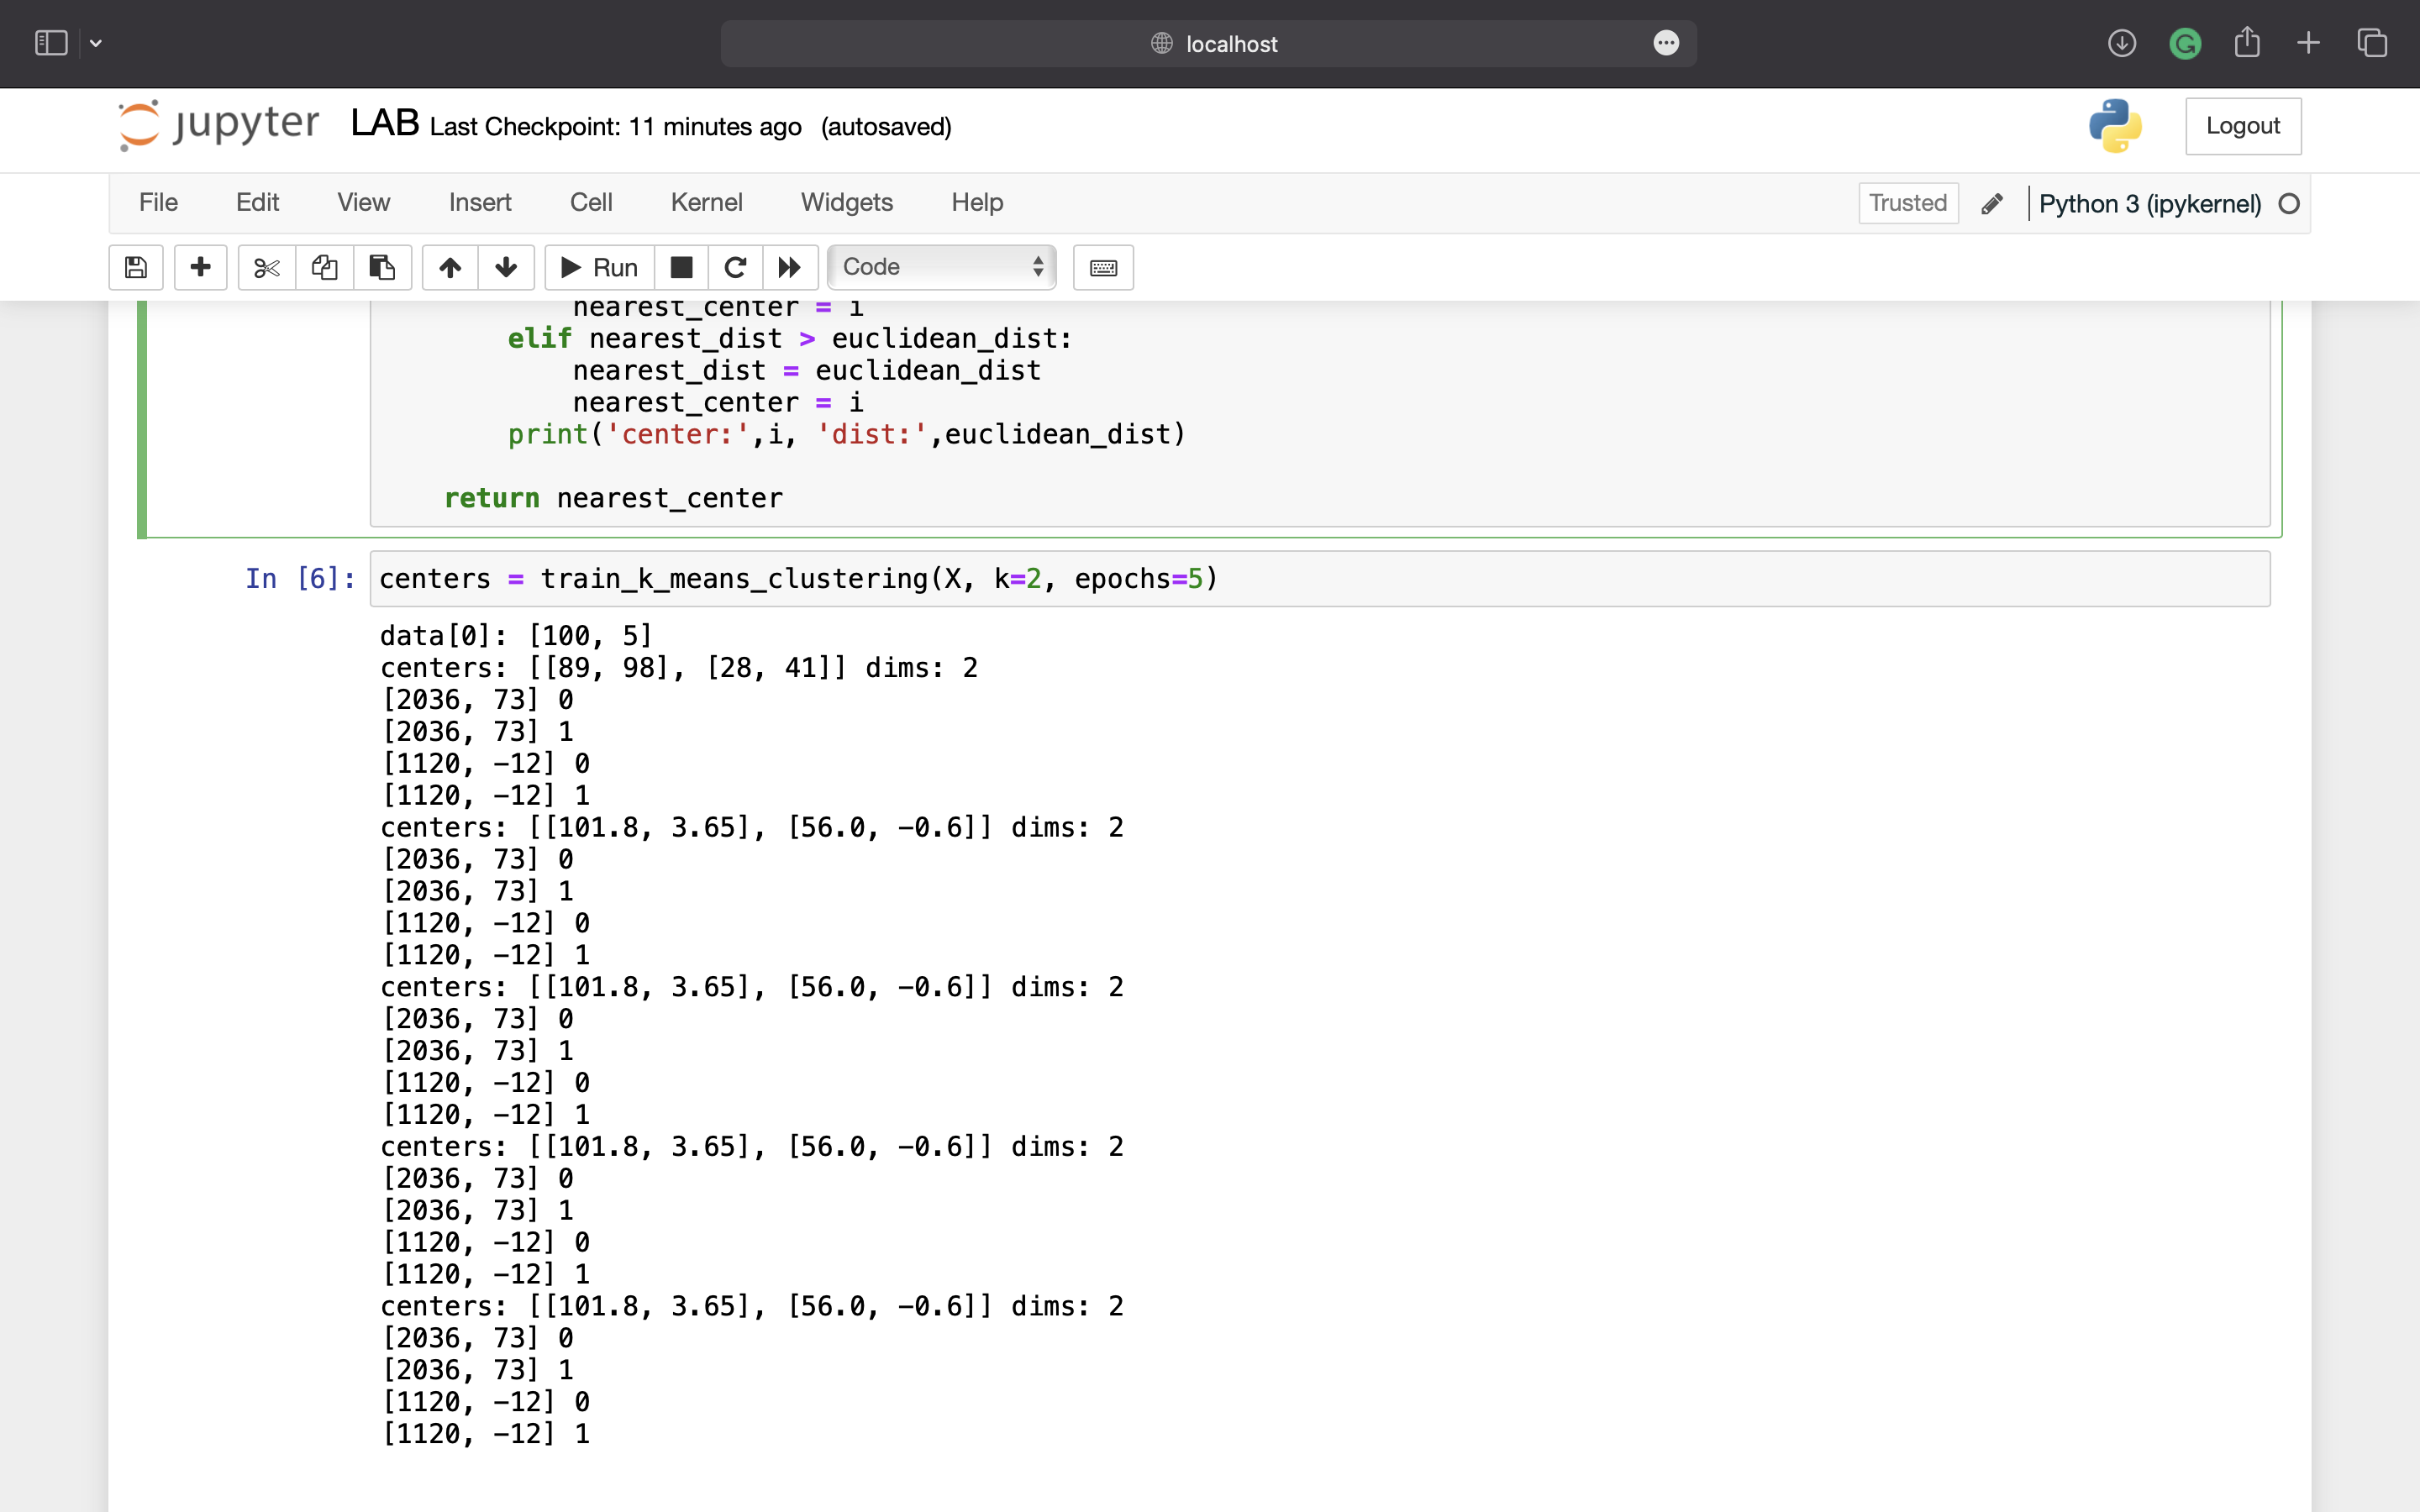 localhost
jupyter LAB Last Checkpoint: 11 minutes ago (autosaved)
Logout
File Edit View Insert Cell Kernel Widgets Help
Trusted Python 3 (ipykernel)
Run Code
nearest_center = i
elif nearest_dist > euclidean_dist:
nearest_dist = euclidean_dist
nearest_center = i
print('center:',i, 'dist:',euclidean_dist)
return nearest_center
In [6]: centers = train_k_means_clustering(X, k=2, epochs=5)
data[0]: [100, 5]
centers: [[89, 98], [28, 41]] dims: 2
[2036, 73] 0
[2036, 73] 1
[1120, -12] 0
[1120, -12] 1
centers: [[101.8, 3.65], [56.0, -0.6]] dims: 2
[2036, 73] 0
[2036, 73] 1
[1120, -12] 0
[1120, -12] 1
centers: [[101.8, 3.65], [56.0, -0.6]] dims: 2
[2036, 73] 0
[2036, 73] 1
[1120, -12] 0
[1120, -12] 1
centers: [[101.8, 3.65], [56.0, -0.6]] dims: 2
[2036, 73] 0
[2036, 73] 1
[1120, -12] 0
[1120, -12] 1
centers: [[101.8, 3.65], [56.0, -0.6]] dims: 2
[2036, 73] 0
[2036, 73] 1
[1120, -12] 0
[1120, -12] 1